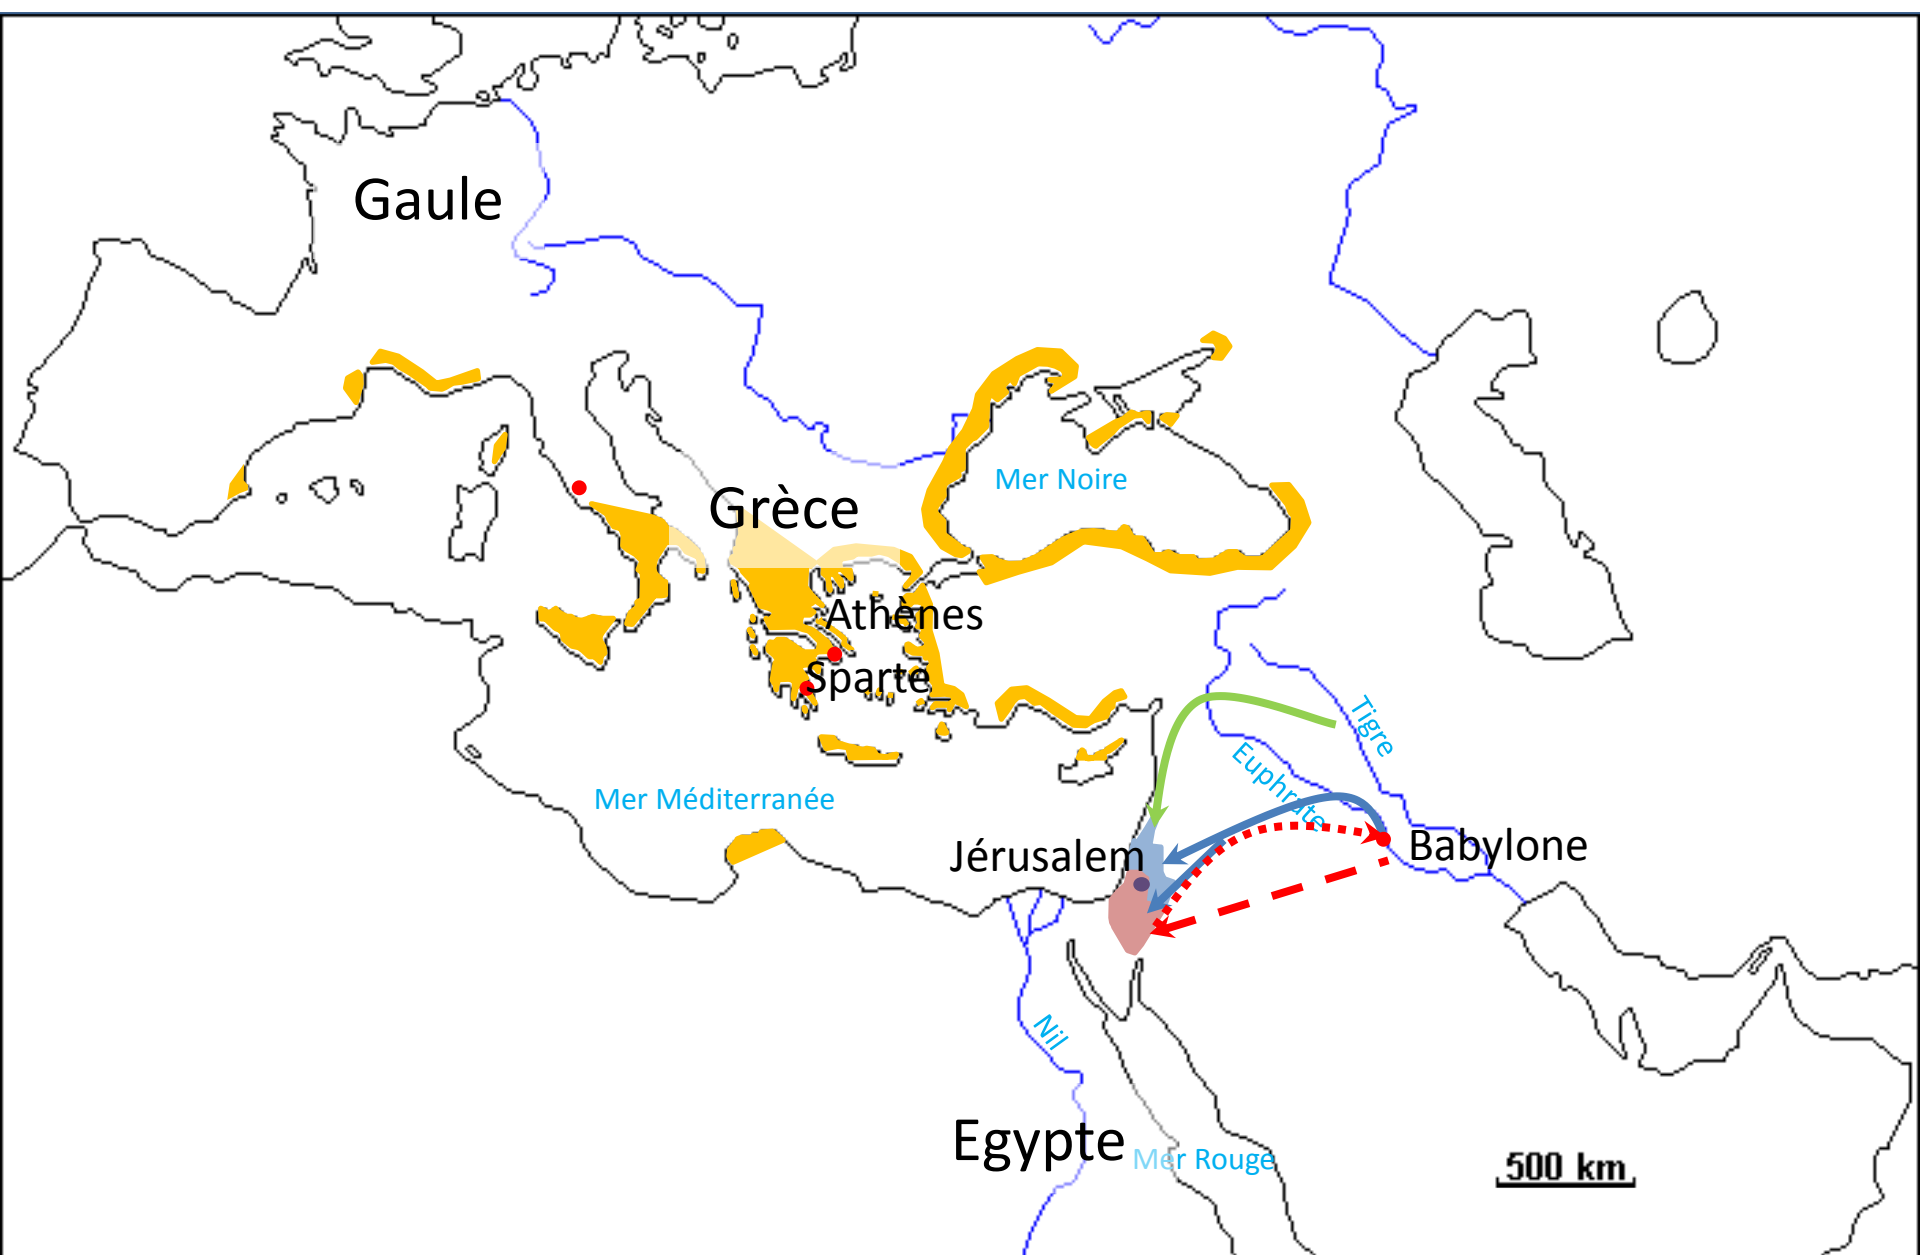 Gaule
Mer Noire
Grèce
Athènes
Sparte
Tigre
Euphrate
Mer Méditerranée
Jérusalem
Babylone
Nil
Egypte
Mer Rouge
500 km